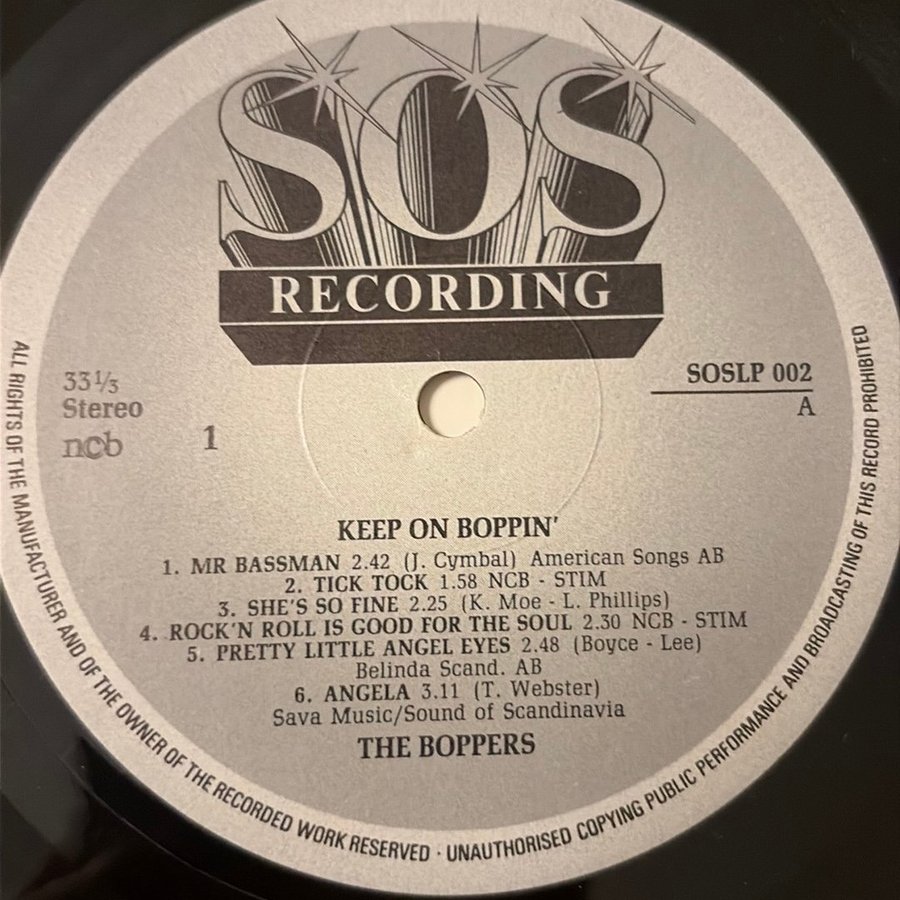 SOS
RECORDING
33⅓
Stereo
ncb
1
SOSLP 002
A
KEEP ON BOPPIN'
1. MR BASSMAN 2.42 (J. Cymbal) American Songs AB
2. TICK TOCK 1.58 NCB - STIM
3. SHE'S SO FINE 2.25 (K. Moe - L. Phillips)
4. ROCK'N ROLL IS GOOD FOR THE SOUL 2.30 NCB - STIM
5. PRETTY LITTLE ANGEL EYES 2.48 (Boyce - Lee)
Belinda Scand. AB
6. ANGELA 3.11 (T. Webster)
Sava Music/Sound of Scandinavia
THE BOPPERS
ALL RIGHTS OF THE MANUFACTURER AND OF THE OWNER OF THE RECORDED WORK RESERVED · UNAUTHORISED COPYING PUBLIC PERFORMANCE AND BROADCASTING OF THIS RECORD PROHIBITED